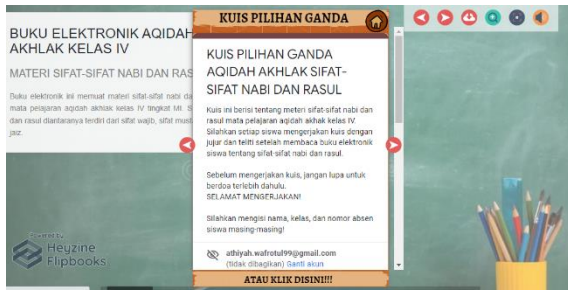 BUKU ELEKTRONIK AQIDAH
AKHLAK KELAS IV
MATERI SIFAT-SIFAT NABI DAN RAS
Buku elektronik ini memuat materi sifat-sifat nabi da
mata pelajaran aqidah akhlak kelas IV tingkat MI. S
dan rasul diantaranya terdiri dari sifat wajib, sifat must
jaiz.
Powered by
Heyzine
Flipbooks
KUIS PILIHAN GANDA
KUIS PILIHAN GANDA
AQIDAH AKHLAK SIFAT-
SIFAT NABI DAN RASUL
Kuis ini berisi tentang meteri sifat-sifat nabi dan
rasul mata pelajaran aqidah akhak kelas IV
Silahkan setiap siswa mengerjakan kuis dengan
jujur dan teliti setelah membaca buku elektronik
siswa tentang sifat-sifat nabi dan rasul.
Sebelum mengerjakan kuis, jangan lupa untuk
berdoa terlebih dahulu.
SELAMAT MENGERJAKAN!
Silahkan mengisi nama, kelas, dan nomor absen
siswa masing-masing!
athiyah.wafrotul99@gmail.com
(tidak dibagikan) Ganti akun
ATAU KLIK DISINI!!!